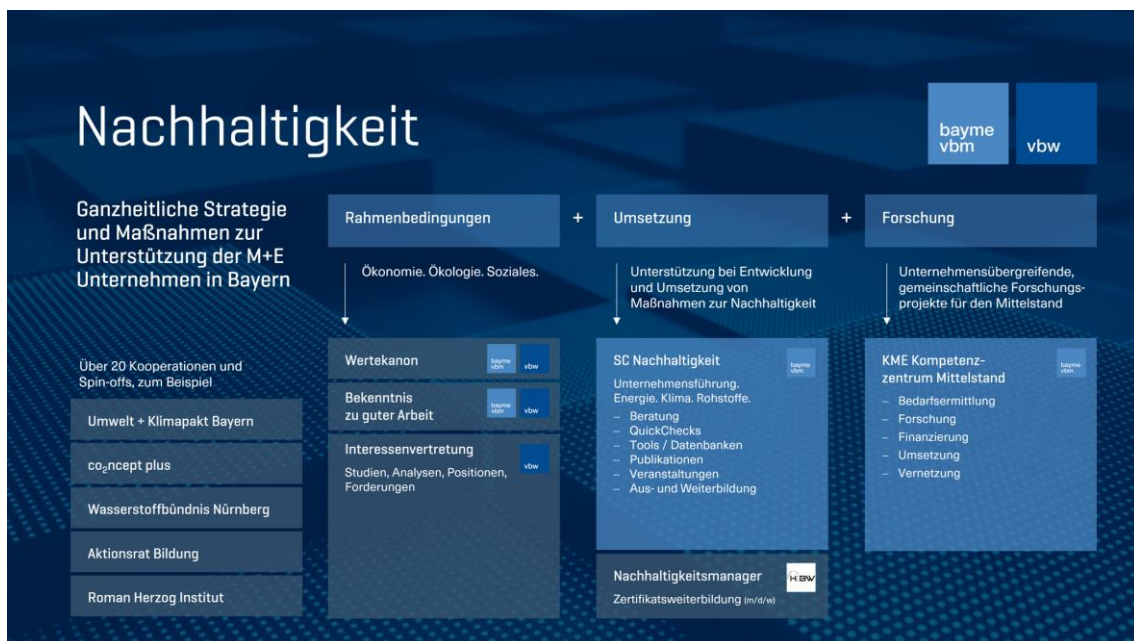 Nachhaltigkeit
bayme
vbm
vbw
Ganzheitliche Strategie
und Maßnahmen zur
Unterstützung der M+E
Unternehmen in Bayern
Über 20 Kooperationen und
Spin-offs, zum Beispiel
Umwelt + Klimapakt Bayern
co₂ncept plus
Wasserstoffbündnis Nürnberg
Aktionsrat Bildung
Roman Herzog Institut
Rahmenbedingungen
Ökonomie. Ökologie. Soziales.
Wertekanon
bayme
vbm
vbw
Bekenntnis
zu guter Arbeit
bayme
vbm
vbw
Interessenvertretung
vbw
Studien, Analysen, Positionen,
Forderungen
+
Umsetzung
Unterstützung bei Entwicklung
und Umsetzung von
Maßnahmen zur Nachhaltigkeit
SC Nachhaltigkeit
bayme
vbm
Unternehmensführung.
Energie. Klima. Rohstoffe.
– Beratung
– QuickChecks
– Tools / Datenbanken
– Publikationen
– Veranstaltungen
– Aus- und Weiterbildung
Nachhaltigkeitsmanager
Zertifikatsweiterbildung (m/d/w)
+
Forschung
Unternehmensübergreifende,
gemeinschaftliche Forschungs-
projekte für den Mittelstand
KME Kompetenz-
zentrum Mittelstand
bayme
vbm
– Bedarfsermittlung
– Forschung
– Finanzierung
– Umsetzung
– Vernetzung